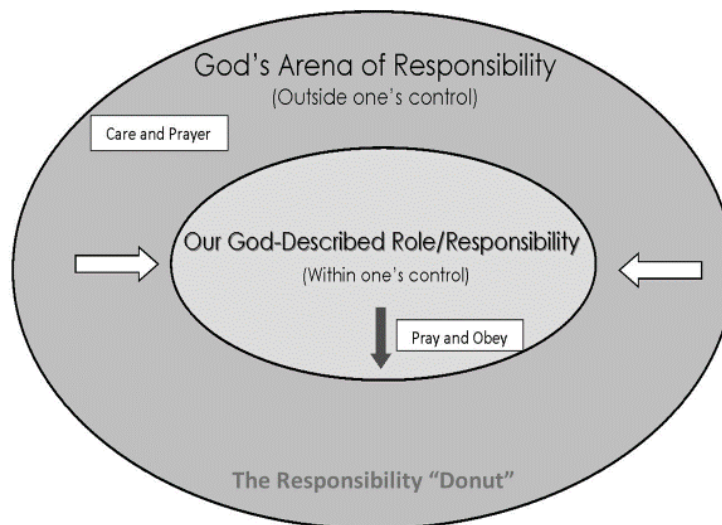 God’s Arena of Responsibility
(Outside one’s control)
Care and Prayer
Our God-Described Role/Responsibility
(Within one’s control)
Pray and Obey
The Responsibility “Donut”